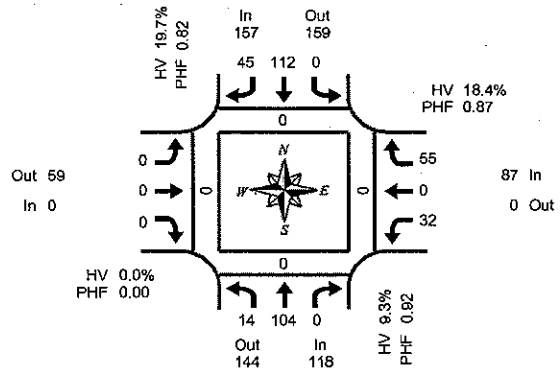 In Out
157 159
HV 19.7%
PHF 0.82
45 112 0
HV 18.4%
PHF 0.87
0
0 55
Out 59 0 0 0 0 87 In
In 0 0 Out
0 32
N
W E
S
0
HV 0.0%
PHF 0.00
14 104 0
HV 9.3%
PHF 0.92
Out In
144 118